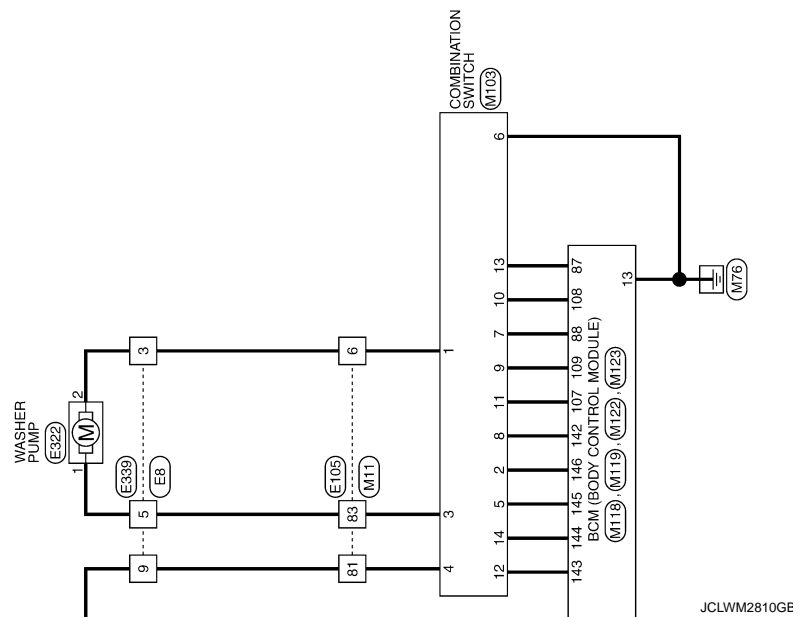 COMBINATION
SWITCH
M103
6
13
10
7
9
11
8
2
5
14
12
1
3
4
87
108
88
109
107
142
146
145
144
143
13
BCM (BODY CONTROL MODULE)
M118 , M119 , M122 , M123
M76
WASHER
PUMP
E322
M
2
1
3
6
E339
E8
E105
M11
5
83
9
81
JCLWM2810GB